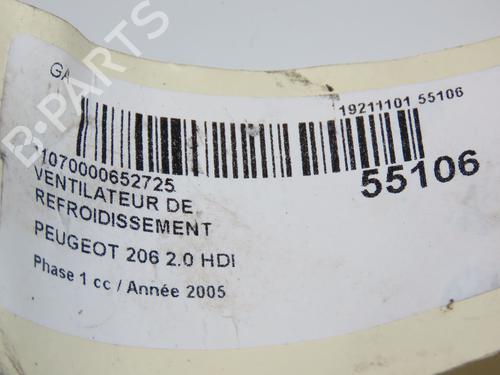 GA
19211101 55106
*1070000652725
55106
VENTILATEUR DE
REFROIDISSEMENT
PEUGEOT 206 2.0 HDI
Phase 1 cc / Année 2005
B-PARTS